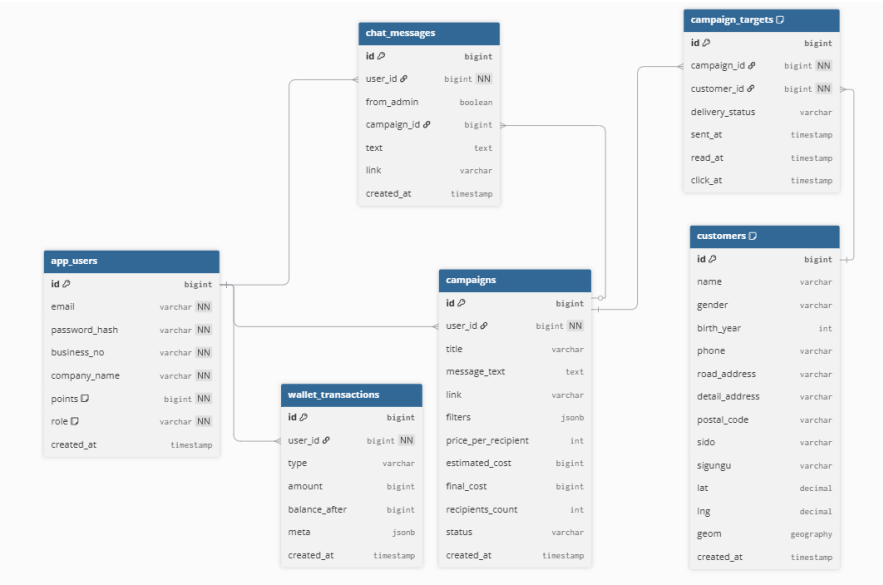 chat_messages
id bigint
user_id bigint NN
from_admin boolean
campaign_id bigint
text text
link varchar
created_at timestamp
campaign_targets
id bigint
campaign_id bigint NN
customer_id bigint NN
delivery_status varchar
sent_at timestamp
read_at timestamp
click_at timestamp
app_users
id bigint
email varchar NN
password_hash varchar NN
business_no varchar NN
company_name varchar NN
points bigint NN
role varchar NN
created_at timestamp
campaigns
id bigint
user_id bigint NN
title varchar
message_text text
link varchar
filters jsonb
price_per_recipient int
estimated_cost bigint
final_cost bigint
recipients_count int
status varchar
created_at timestamp
wallet_transactions
id bigint
user_id bigint NN
type varchar
amount bigint
balance_after bigint
meta jsonb
created_at timestamp
customers
id bigint
name varchar
gender varchar
birth_year int
phone varchar
road_address varchar
detail_address varchar
postal_code varchar
sido varchar
sigungu varchar
lat decimal
lng decimal
geom geography
created_at timestamp